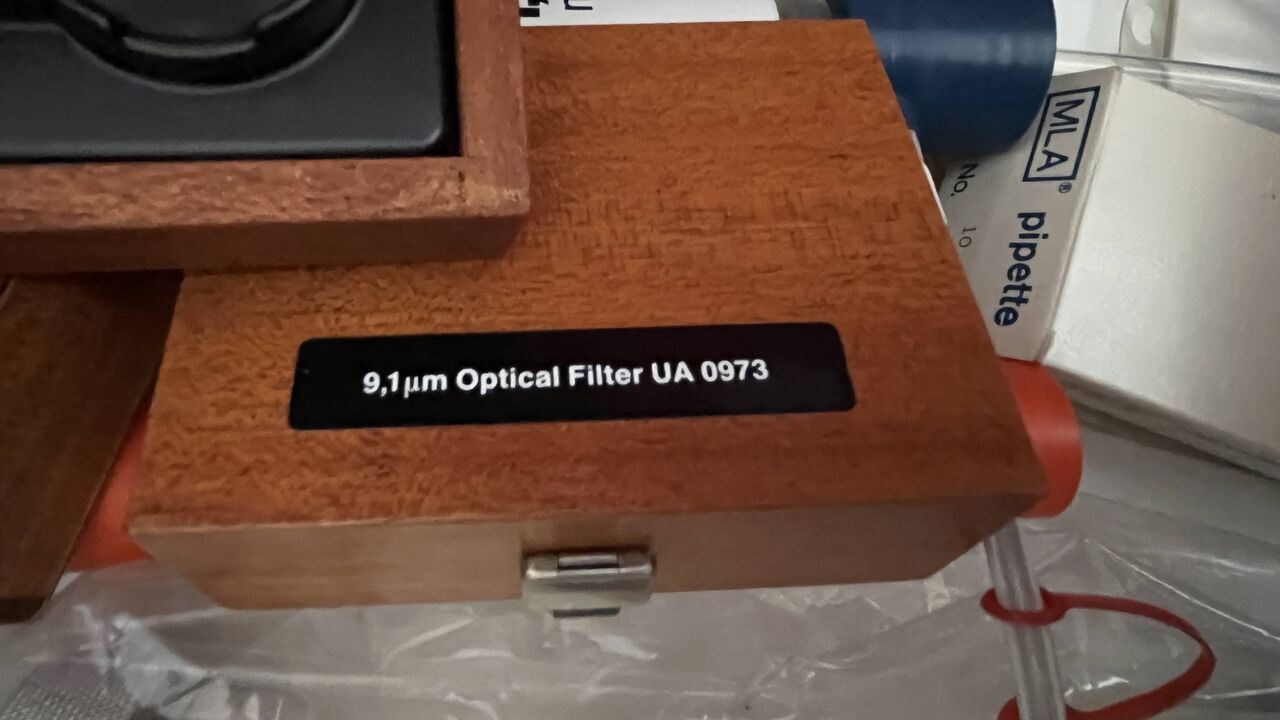 9,1μm Optical Filter UA 0973
MLA®
pipette
No. 10